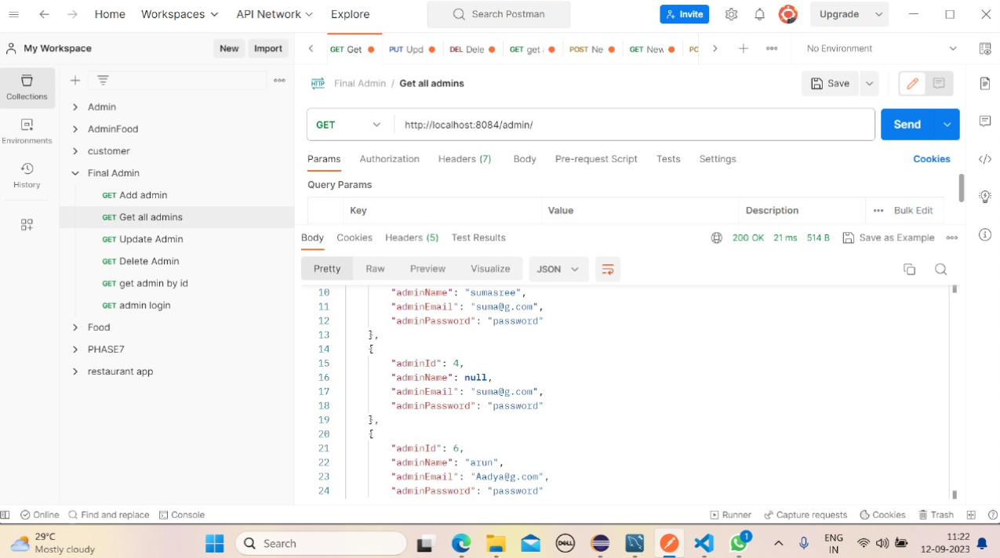 Home Workspaces API Network Explore Search Postman Invite Upgrade
My Workspace New Import GET Get PUT Upd DEL Dele GET get POST Ne GET New PC No Environment
Final Admin / Get all admins Save
Collections
Environments
History
Admin
AdminFood
customer
Final Admin
GET Add admin
GET Get all admins
GET Update Admin
GET Delete Admin
GET get admin by id
GET admin login
Food
PHASE7
restaurant app
GET http://localhost:8084/admin/ Send
Params Authorization Headers (7) Body Pre-request Script Tests Settings Cookies
Query Params
Key Value Description Bulk Edit
Body Cookies Headers (5) Test Results 200 OK 21 ms 514 B Save as Example
Pretty Raw Preview Visualize JSON
10 "adminName": "sumasree",
11 "adminEmail": "suma@g.com",
12 "adminPassword": "password"
13 },
14 {
15 "adminId": 4,
16 "adminName": null,
17 "adminEmail": "suma@g.com",
18 "adminPassword": "password"
19 },
20 {
21 "adminId": 6,
22 "adminName": "arun",
23 "adminEmail": "Aadya@g.com",
24 "adminPassword": "password"
Online Find and replace Console Runner Capture requests Cookies Trash
29°C
Mostly cloudy
Search
DELL
1
ENG
IN
11:22
12-09-2023